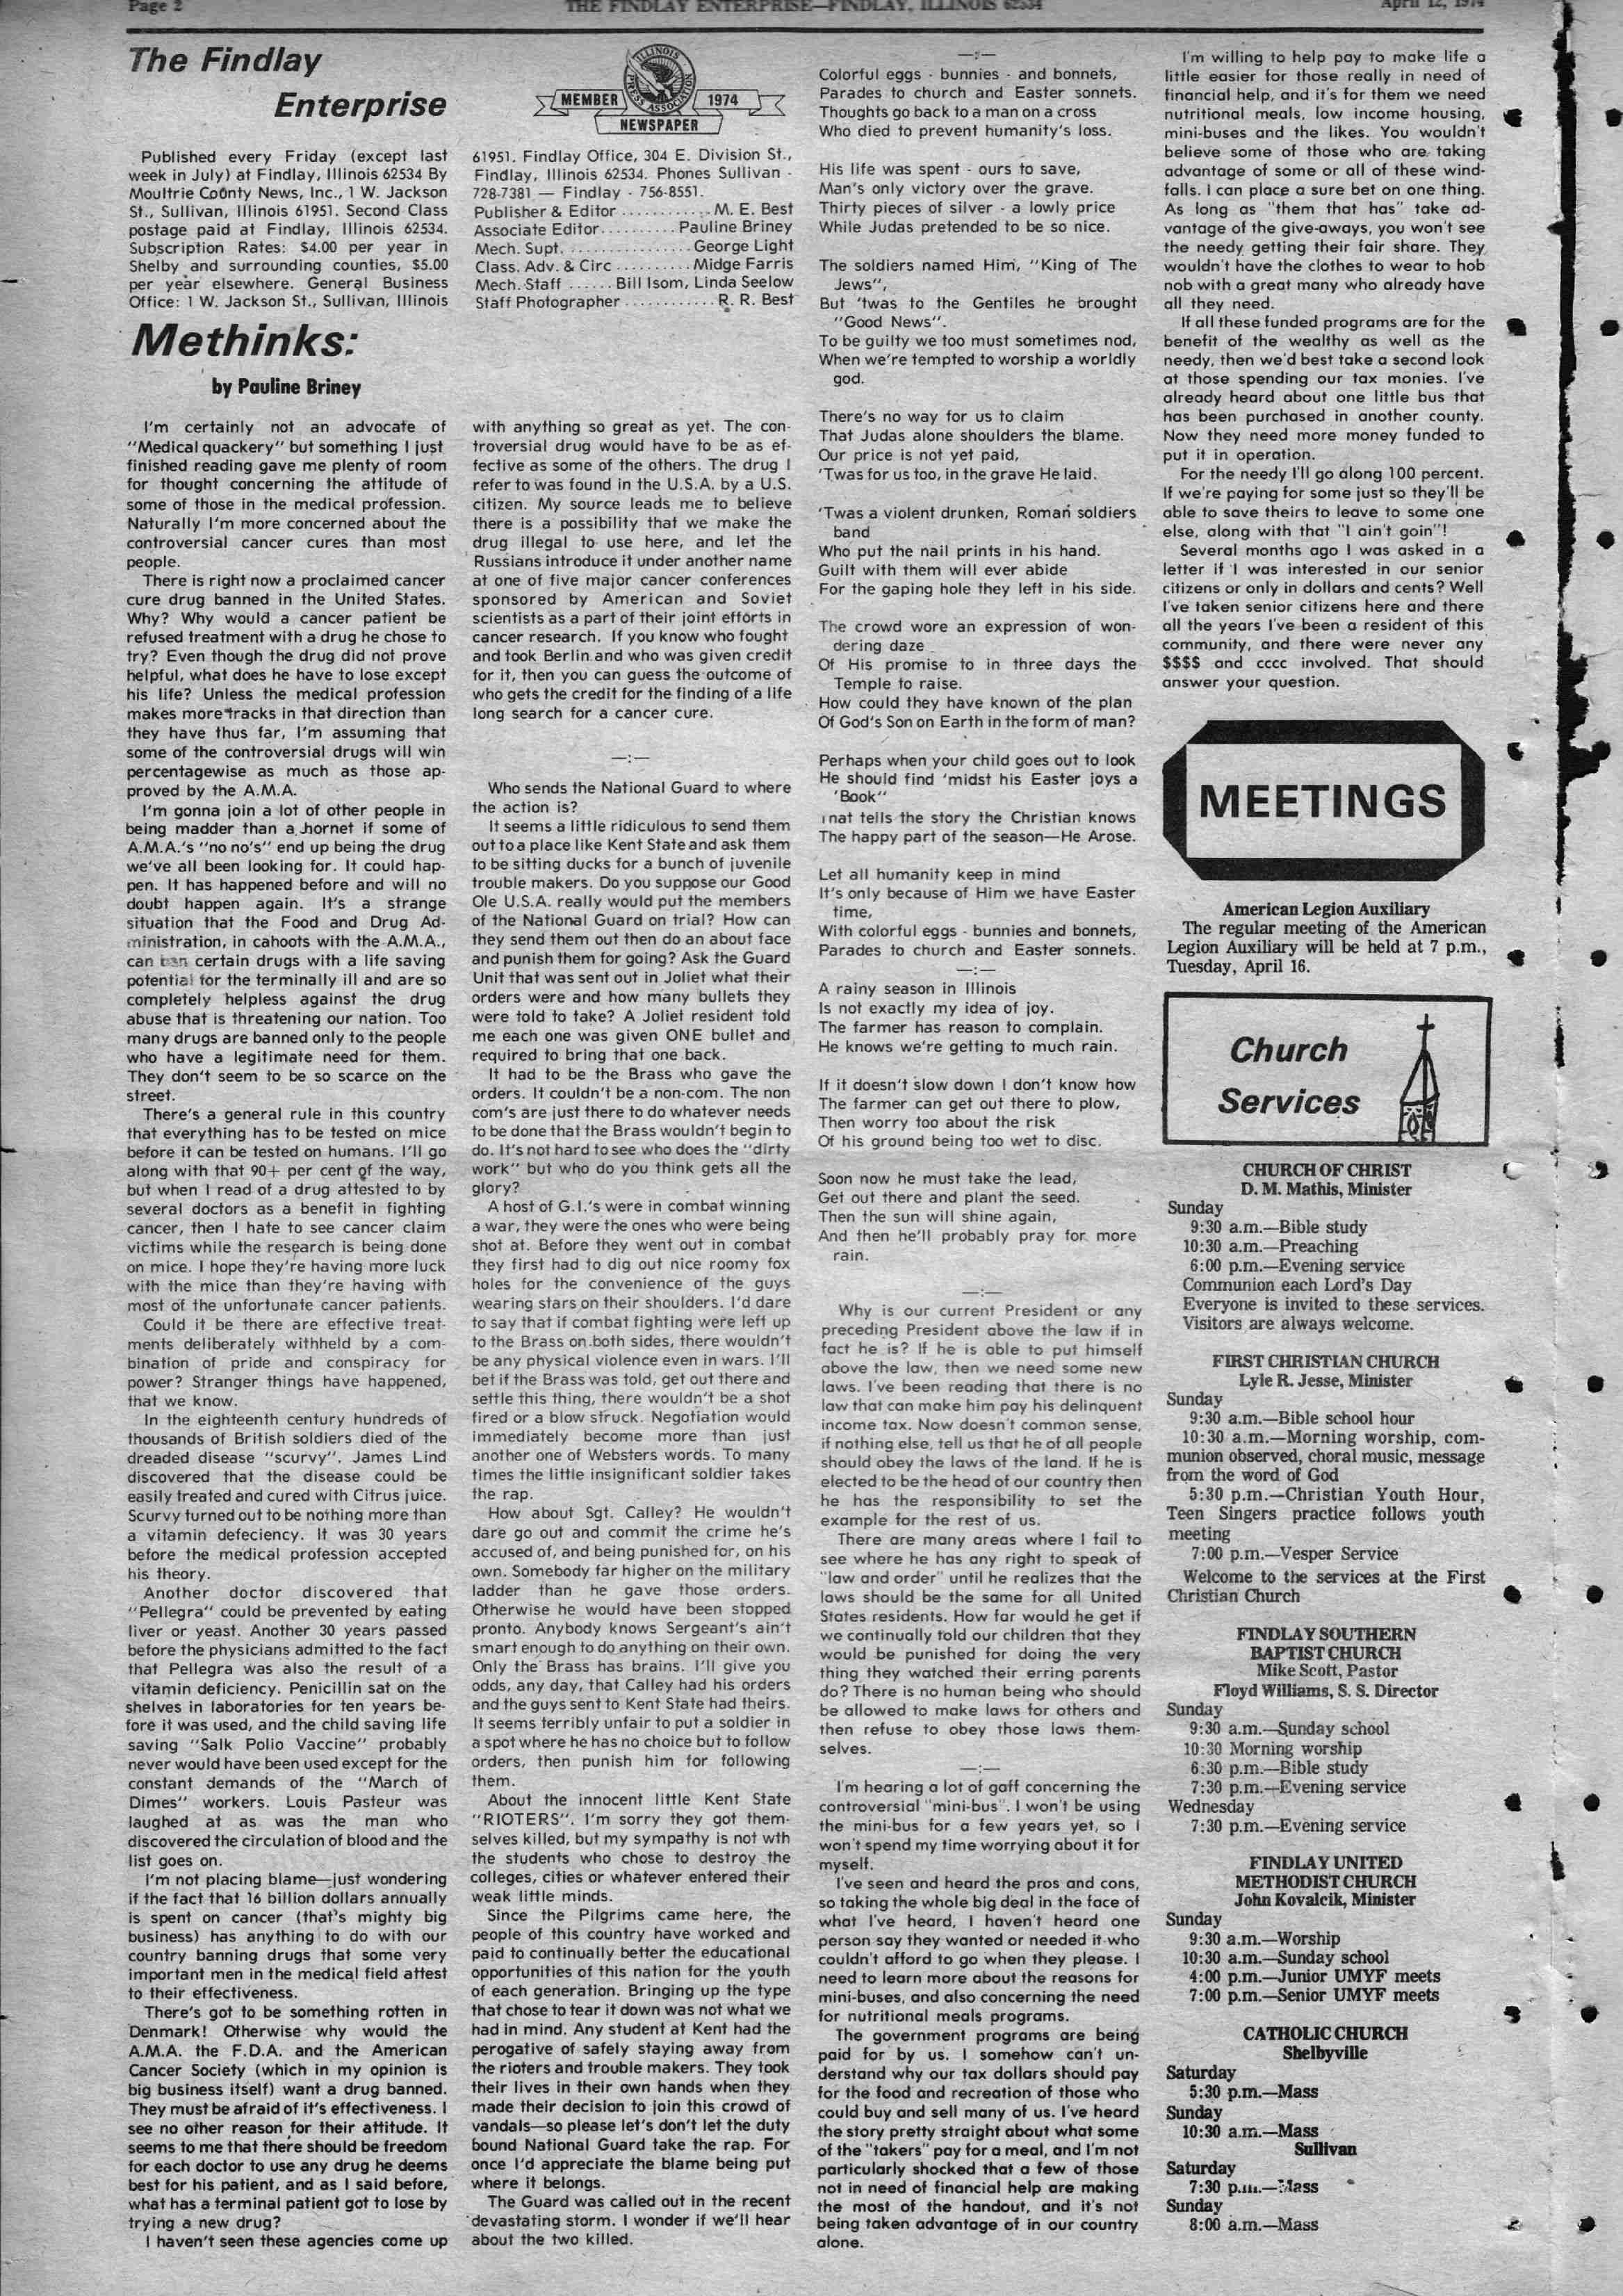 Page 2
THE FINDLAY ENTERPRISE—FINDLAY, ILLINOIS 62534
April 12, 1974
The Findlay
Enterprise
ILLINOIS
PRESS ASSOCIATION
MEMBER
1974
NEWSPAPER
Published every Friday (except last
week in July) at Findlay, Illinois 62534 By
Moultrie County News, Inc., 1 W. Jackson
St., Sullivan, Illinois 61951. Second Class
postage paid at Findlay, Illinois 62534.
Subscription Rates: $4.00 per year in
Shelby and surrounding counties, $5.00
per year elsewhere. General Business
Office: 1 W. Jackson St., Sullivan, Illinois
61951. Findlay Office, 304 E. Division St.,
Findlay, Illinois 62534. Phones Sullivan -
728-7381 — Findlay - 756-8551.
Publisher & Editor ........... M. E. Best
Associate Editor.......... Pauline Briney
Mech. Supt. ................ George Light
Class. Adv. & Circ .......... Midge Farris
Mech. Staff ...... Bill Isom, Linda Seelow
Staff Photographer ............ R. R. Best
Methinks:
by Pauline Briney
I'm certainly not an advocate of
"Medical quackery" but something I just
finished reading gave me plenty of room
for thought concerning the attitude of
some of those in the medical profession.
Naturally I'm more concerned about the
controversial cancer cures than most
people.
There is right now a proclaimed cancer
cure drug banned in the United States.
Why? Why would a cancer patient be
refused treatment with a drug he chose to
try? Even though the drug did not prove
helpful, what does he have to lose except
his life? Unless the medical profession
makes more tracks in that direction than
they have thus far, I'm assuming that
some of the controversial drugs will win
percentagewise as much as those ap-
proved by the A.M.A.
I'm gonna join a lot of other people in
being madder than a hornet if some of
A.M.A.'s "no no's" end up being the drug
we've all been looking for. It could hap-
pen. It has happened before and will no
doubt happen again. It's a strange
situation that the Food and Drug Ad-
ministration, in cahoots with the A.M.A.,
can ban certain drugs with a life saving
potential for the terminally ill and are so
completely helpless against the drug
abuse that is threatening our nation. Too
many drugs are banned only to the people
who have a legitimate need for them.
They don't seem to be so scarce on the
street.
There's a general rule in this country
that everything has to be tested on mice
before it can be tested on humans. I'll go
along with that 90+ per cent of the way,
but when I read of a drug attested to by
several doctors as a benefit in fighting
cancer, then I hate to see cancer claim
victims while the research is being done
on mice. I hope they're having more luck
with the mice than they're having with
most of the unfortunate cancer patients.
Could it be there are effective treat-
ments deliberately withheld by a com-
bination of pride and conspiracy for
power? Stranger things have happened,
that we know.
In the eighteenth century hundreds of
thousands of British soldiers died of the
dreaded disease "scurvy". James Lind
discovered that the disease could be
easily treated and cured with Citrus juice.
Scurvy turned out to be nothing more than
a vitamin defeciency. It was 30 years
before the medical profession accepted
his theory.
Another doctor discovered that
"Pellegra" could be prevented by eating
liver or yeast. Another 30 years passed
before the physicians admitted to the fact
that Pellegra was also the result of a
vitamin deficiency. Penicillin sat on the
shelves in laboratories for ten years be-
fore it was used, and the child saving life
saving "Salk Polio Vaccine" probably
never would have been used except for the
constant demands of the "March of
Dimes" workers. Louis Pasteur was
laughed at as was the man who
discovered the circulation of blood and the
list goes on.
I'm not placing blame—just wondering
if the fact that 16 billion dollars annually
is spent on cancer (that's mighty big
business) has anything to do with our
country banning drugs that some very
important men in the medical field attest
to their effectiveness.
There's got to be something rotten in
Denmark! Otherwise why would the
A.M.A. the F.D.A. and the American
Cancer Society (which in my opinion is
big business itself) want a drug banned.
They must be afraid of it's effectiveness. I
see no other reason for their attitude. It
seems to me that there should be freedom
for each doctor to use any drug he deems
best for his patient, and as I said before,
what has a terminal patient got to lose by
trying a new drug?
I haven't seen these agencies come up
with anything so great as yet. The con-
troversial drug would have to be as ef-
fective as some of the others. The drug I
refer to was found in the U.S.A. by a U.S.
citizen. My source leads me to believe
there is a possibility that we make the
drug illegal to use here, and let the
Russians introduce it under another name
at one of five major cancer conferences
sponsored by American and Soviet
scientists as a part of their joint efforts in
cancer research. If you know who fought
and took Berlin and who was given credit
for it, then you can guess the outcome of
who gets the credit for the finding of a life
long search for a cancer cure.
—:—
Who sends the National Guard to where
the action is?
It seems a little ridiculous to send them
out to a place like Kent State and ask them
to be sitting ducks for a bunch of juvenile
trouble makers. Do you suppose our Good
Ole U.S.A. really would put the members
of the National Guard on trial? How can
they send them out then do an about face
and punish them for going? Ask the Guard
Unit that was sent out in Joliet what their
orders were and how many bullets they
were told to take? A Joliet resident told
me each one was given ONE bullet and
required to bring that one back.
It had to be the Brass who gave the
orders. It couldn't be a non-com. The non
com's are just there to do whatever needs
to be done that the Brass wouldn't begin to
do. It's not hard to see who does the "dirty
work" but who do you think gets all the
glory?
A host of G.I.'s were in combat winning
a war, they were the ones who were being
shot at. Before they went out in combat
they first had to dig out nice roomy fox
holes for the convenience of the guys
wearing stars on their shoulders. I'd dare
to say that if combat fighting were left up
to the Brass on both sides, there wouldn't
be any physical violence even in wars. I'll
bet if the Brass was told, get out there and
settle this thing, there wouldn't be a shot
fired or a blow struck. Negotiation would
immediately become more than just
another one of Websters words. To many
times the little insignificant soldier takes
the rap.
How about Sgt. Calley? He wouldn't
dare go out and commit the crime he's
accused of, and being punished for, on his
own. Somebody far higher on the military
ladder than he gave those orders.
Otherwise he would have been stopped
pronto. Anybody knows Sergeant's ain't
smart enough to do anything on their own.
Only the Brass has brains. I'll give you
odds, any day, that Calley had his orders
and the guys sent to Kent State had theirs.
It seems terribly unfair to put a soldier in
a spot where he has no choice but to follow
orders, then punish him for following
them.
About the innocent little Kent State
"RIOTERS". I'm sorry they got them-
selves killed, but my sympathy is not wth
the students who chose to destroy the
colleges, cities or whatever entered their
weak little minds.
Since the Pilgrims came here, the
people of this country have worked and
paid to continually better the educational
opportunities of this nation for the youth
of each generation. Bringing up the type
that chose to tear it down was not what we
had in mind. Any student at Kent had the
perogative of safely staying away from
the rioters and trouble makers. They took
their lives in their own hands when they
made their decision to join this crowd of
vandals—so please let's don't let the duty
bound National Guard take the rap. For
once I'd appreciate the blame being put
where it belongs.
The Guard was called out in the recent
devastating storm. I wonder if we'll hear
about the two killed.
—:—
Colorful eggs - bunnies - and bonnets,
Parades to church and Easter sonnets.
Thoughts go back to a man on a cross
Who died to prevent humanity's loss.
His life was spent - ours to save,
Man's only victory over the grave.
Thirty pieces of silver - a lowly price
While Judas pretended to be so nice.
The soldiers named Him, "King of The
Jews",
But 'twas to the Gentiles he brought
"Good News".
To be guilty we too must sometimes nod,
When we're tempted to worship a worldly
god.
There's no way for us to claim
That Judas alone shoulders the blame.
Our price is not yet paid,
'Twas for us too, in the grave He laid.
'Twas a violent drunken, Roman soldiers
band
Who put the nail prints in his hand.
Guilt with them will ever abide
For the gaping hole they left in his side.
The crowd wore an expression of won-
dering daze
Of His promise to in three days the
Temple to raise.
How could they have known of the plan
Of God's Son on Earth in the form of man?
Perhaps when your child goes out to look
He should find 'midst his Easter joys a
'Book"
That tells the story the Christian knows
The happy part of the season—He Arose.
Let all humanity keep in mind
It's only because of Him we have Easter
time,
With colorful eggs - bunnies and bonnets,
Parades to church and Easter sonnets.
—:—
A rainy season in Illinois
Is not exactly my idea of joy.
The farmer has reason to complain.
He knows we're getting to much rain.
If it doesn't slow down I don't know how
The farmer can get out there to plow,
Then worry too about the risk
Of his ground being too wet to disc.
Soon now he must take the lead,
Get out there and plant the seed.
Then the sun will shine again,
And then he'll probably pray for more
rain.
—:—
Why is our current President or any
preceding President above the law if in
fact he is? If he is able to put himself
above the law, then we need some new
laws. I've been reading that there is no
law that can make him pay his delinquent
income tax. Now doesn't common sense,
if nothing else, tell us that he of all people
should obey the laws of the land. If he is
elected to be the head of our country then
he has the responsibility to set the
example for the rest of us.
There are many areas where I fail to
see where he has any right to speak of
"law and order" until he realizes that the
laws should be the same for all United
States residents. How far would he get if
we continually told our children that they
would be punished for doing the very
thing they watched their erring parents
do? There is no human being who should
be allowed to make laws for others and
then refuse to obey those laws them-
selves.
—:—
I'm hearing a lot of gaff concerning the
controversial "mini-bus". I won't be using
the mini-bus for a few years yet, so I
won't spend my time worrying about it for
myself.
I've seen and heard the pros and cons,
so taking the whole big deal in the face of
what I've heard, I haven't heard one
person say they wanted or needed it who
couldn't afford to go when they please. I
need to learn more about the reasons for
mini-buses, and also concerning the need
for nutritional meals programs.
The government programs are being
paid for by us. I somehow can't un-
derstand why our tax dollars should pay
for the food and recreation of those who
could buy and sell many of us. I've heard
the story pretty straight about what some
of the "takers" pay for a meal, and I'm not
particularly shocked that a few of those
not in need of financial help are making
the most of the handout, and it's not
being taken advantage of in our country
alone.
I'm willing to help pay to make life a
little easier for those really in need of
financial help, and it's for them we need
nutritional meals, low income housing,
mini-buses and the likes. You wouldn't
believe some of those who are taking
advantage of some or all of these wind-
falls. I can place a sure bet on one thing.
As long as "them that has" take ad-
vantage of the give-aways, you won't see
the needy getting their fair share. They
wouldn't have the clothes to wear to hob
nob with a great many who already have
all they need.
If all these funded programs are for the
benefit of the wealthy as well as the
needy, then we'd best take a second look
at those spending our tax monies. I've
already heard about one little bus that
has been purchased in another county.
Now they need more money funded to
put it in operation.
For the needy I'll go along 100 percent.
If we're paying for some just so they'll be
able to save theirs to leave to some one
else, along with that "I ain't goin"!
Several months ago I was asked in a
letter if I was interested in our senior
citizens or only in dollars and cents? Well
I've taken senior citizens here and there
all the years I've been a resident of this
community, and there were never any
$$$$ and cccc involved. That should
answer your question.
MEETINGS
American Legion Auxiliary
The regular meeting of the American
Legion Auxiliary will be held at 7 p.m.,
Tuesday, April 16.
Church
Services
CHURCH OF CHRIST
D. M. Mathis, Minister
Sunday
9:30 a.m.—Bible study
10:30 a.m.—Preaching
6:00 p.m.—Evening service
Communion each Lord's Day
Everyone is invited to these services.
Visitors are always welcome.
FIRST CHRISTIAN CHURCH
Lyle R. Jesse, Minister
Sunday
9:30 a.m.—Bible school hour
10:30 a.m.—Morning worship, com-
munion observed, choral music, message
from the word of God
5:30 p.m.—Christian Youth Hour,
Teen Singers practice follows youth
meeting
7:00 p.m.—Vesper Service
Welcome to the services at the First
Christian Church
FINDLAY SOUTHERN
BAPTIST CHURCH
Mike Scott, Pastor
Floyd Williams, S. S. Director
Sunday
9:30 a.m.—Sunday school
10:30 Morning worship
6:30 p.m.—Bible study
7:30 p.m.—Evening service
Wednesday
7:30 p.m.—Evening service
FINDLAY UNITED
METHODIST CHURCH
John Kovalcik, Minister
Sunday
9:30 a.m.—Worship
10:30 a.m.—Sunday school
4:00 p.m.—Junior UMYF meets
7:00 p.m.—Senior UMYF meets
CATHOLIC CHURCH
Shelbyville
Saturday
5:30 p.m.—Mass
Sunday
10:30 a.m.—Mass
Sullivan
Saturday
7:30 p.m.—Mass
Sunday
8:00 a.m.—Mass